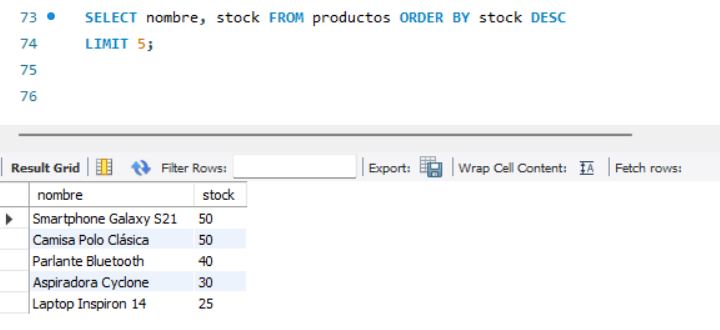 73 SELECT nombre, stock FROM productos ORDER BY stock DESC
74 LIMIT 5;
75
76
Result Grid Filter Rows: Export: Wrap Cell Content: IA Fetch rows:
nombre stock
Smartphone Galaxy S21 50
Camisa Polo Clásica 50
Parlante Bluetooth 40
Aspiradora Cyclone 30
Laptop Inspiron 14 25